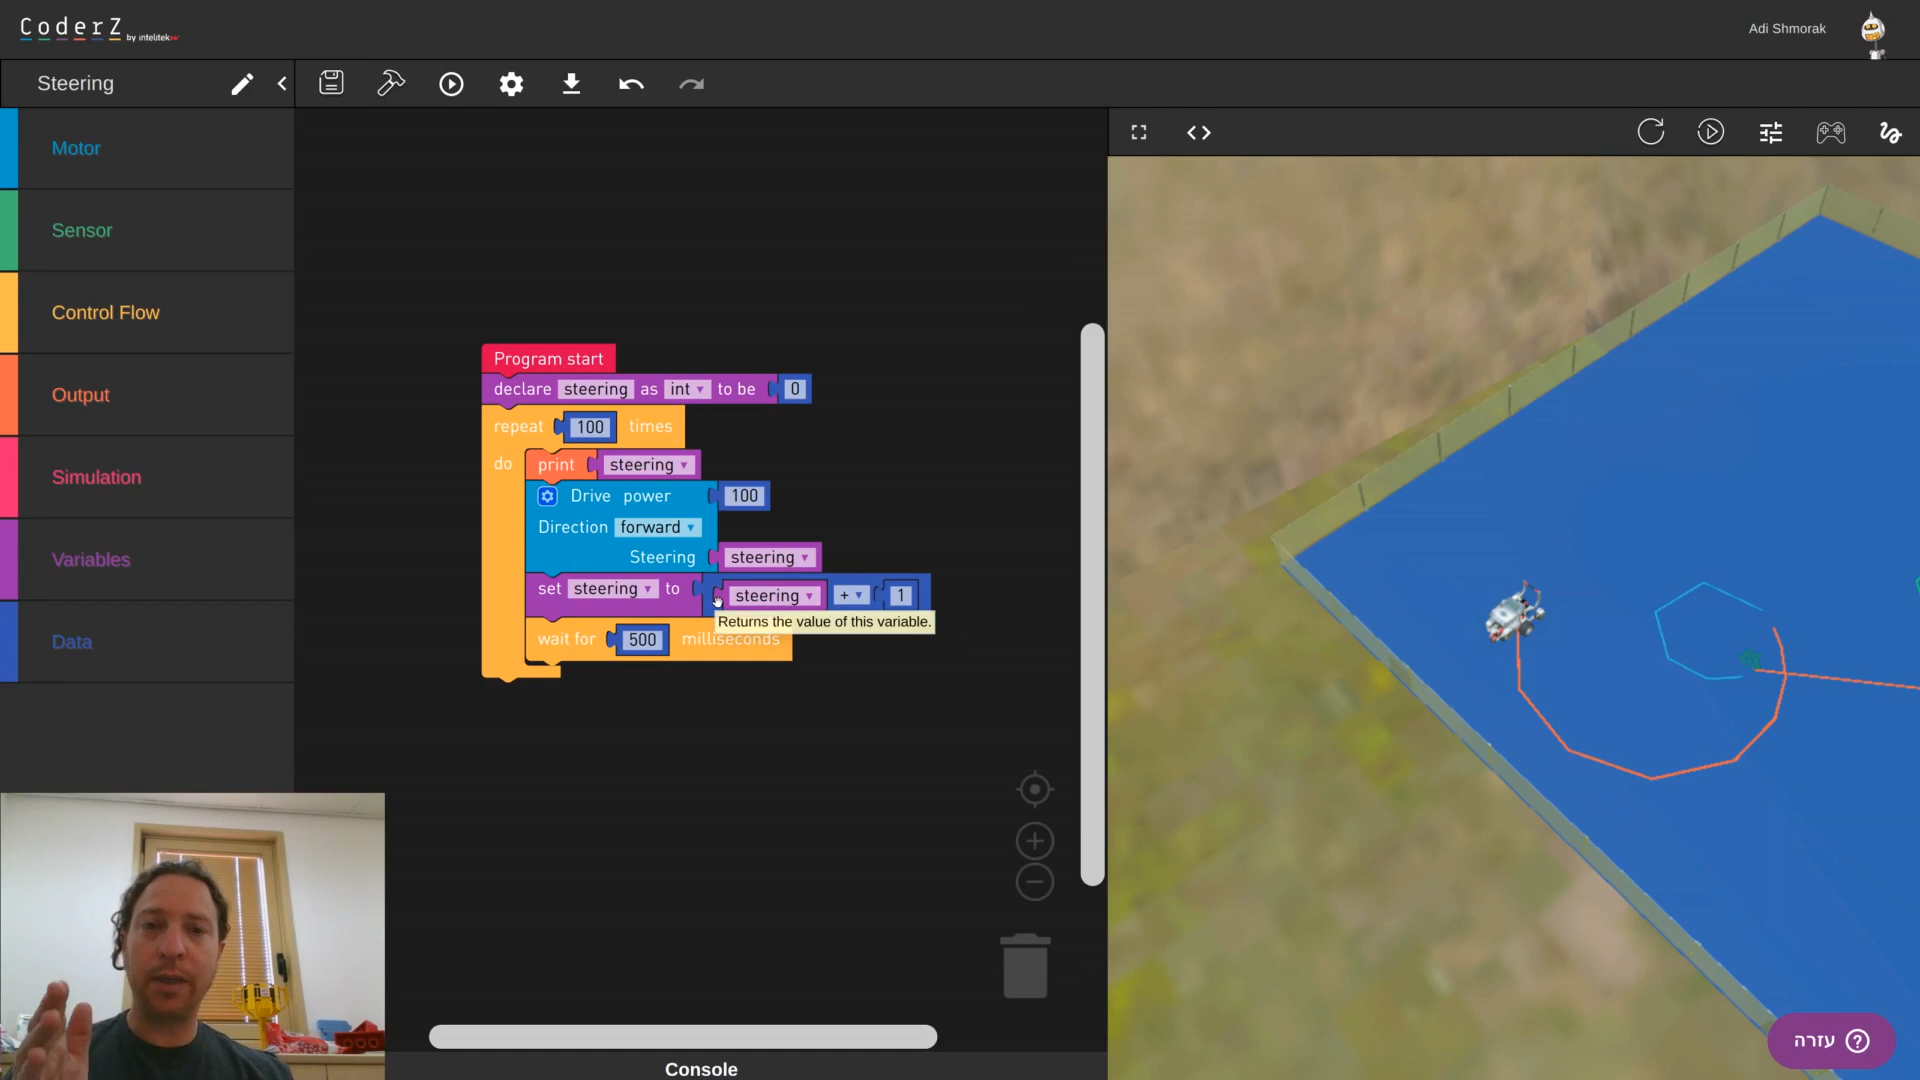 CoderZ
by intelitek
Adi Shmorak
Steering
Motor
Sensor
Control Flow
Output
Simulation
Variables
Data
Program start
declare steering as int to be 0
repeat 100 times
do print steering
Drive power 100
Direction forward
Steering steering
set steering to steering + 1
Returns the value of this variable.
wait for 500 milliseconds
Console
עזרה ?